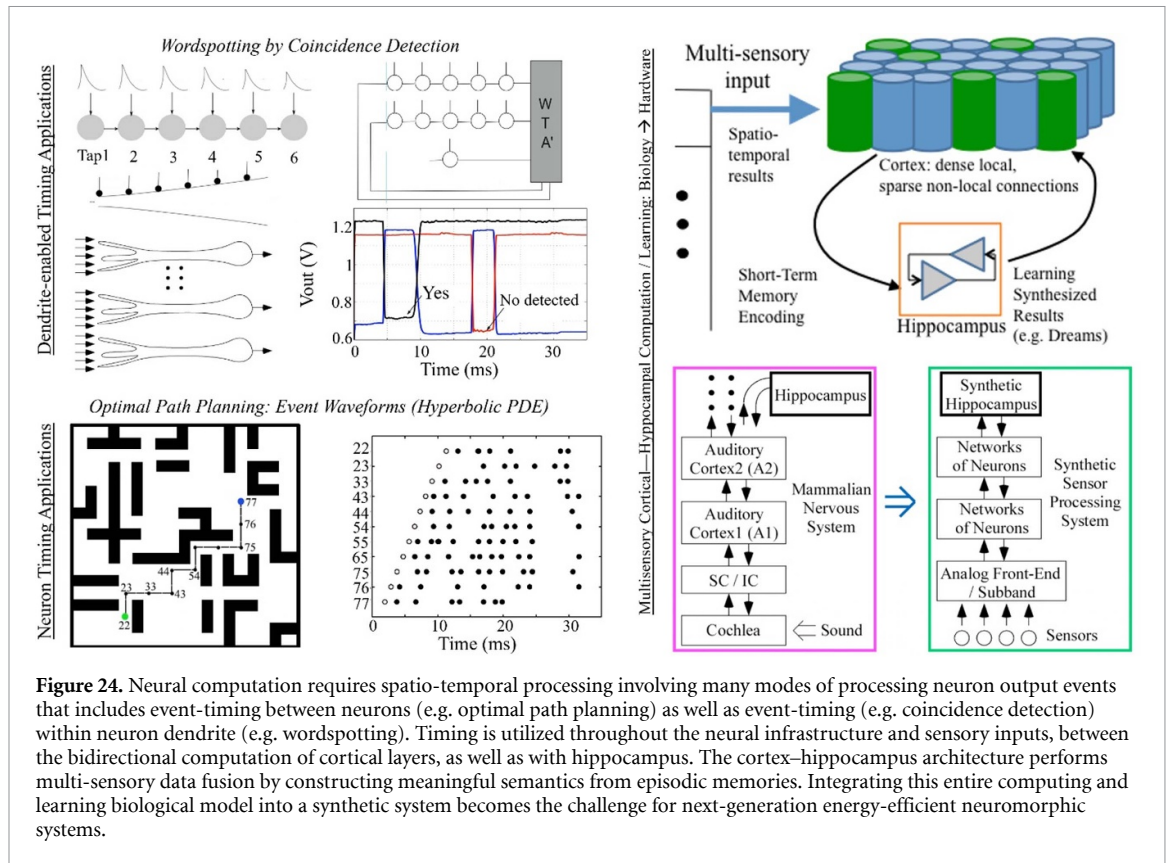 Dendrite-enabled Timing Applications
Wordspotting by Coincidence Detection
Tap1 2 3 4 5 6
W
T
A'
Vout (V)
1.2
1
0.8
0.6
Yes
No detected
0 10 20 30
Time (ms)
Neuron Timing Applications
Optimal Path Planning: Event Waveforms (Hyperbolic PDE)
77
76
75
54
44
23 33 43
22
22
23
33
43
44
54
65
75
76
77
0 10 20 30
Time (ms)
Multisensory Cortical—Hyppocampal Computation / Learning: Biology → Hardware
Multi-sensory
input
Spatio-
temporal
results
Cortex: dense local,
sparse non-local connections
Short-Term
Memory
Encoding
Hippocampus
Learning
Synthesized
Results
(e.g. Dreams)
Hippocampus
Auditory
Cortex2 (A2)
Auditory
Cortex1 (A1)
SC / IC
Cochlea
Sound
Mammalian
Nervous
System
Synthetic
Hippocampus
Networks
of Neurons
Networks
of Neurons
Analog Front-End
/ Subband
Sensors
Synthetic
Sensor
Processing
System
Figure 24. Neural computation requires spatio-temporal processing involving many modes of processing neuron output events
that includes event-timing between neurons (e.g. optimal path planning) as well as event-timing (e.g. coincidence detection)
within neuron dendrite (e.g. wordspotting). Timing is utilized throughout the neural infrastructure and sensory inputs, between
the bidirectional computation of cortical layers, as well as with hippocampus. The cortex–hippocampus architecture performs
multi-sensory data fusion by constructing meaningful semantics from episodic memories. Integrating this entire computing and
learning biological model into a synthetic system becomes the challenge for next-generation energy-efficient neuromorphic
systems.